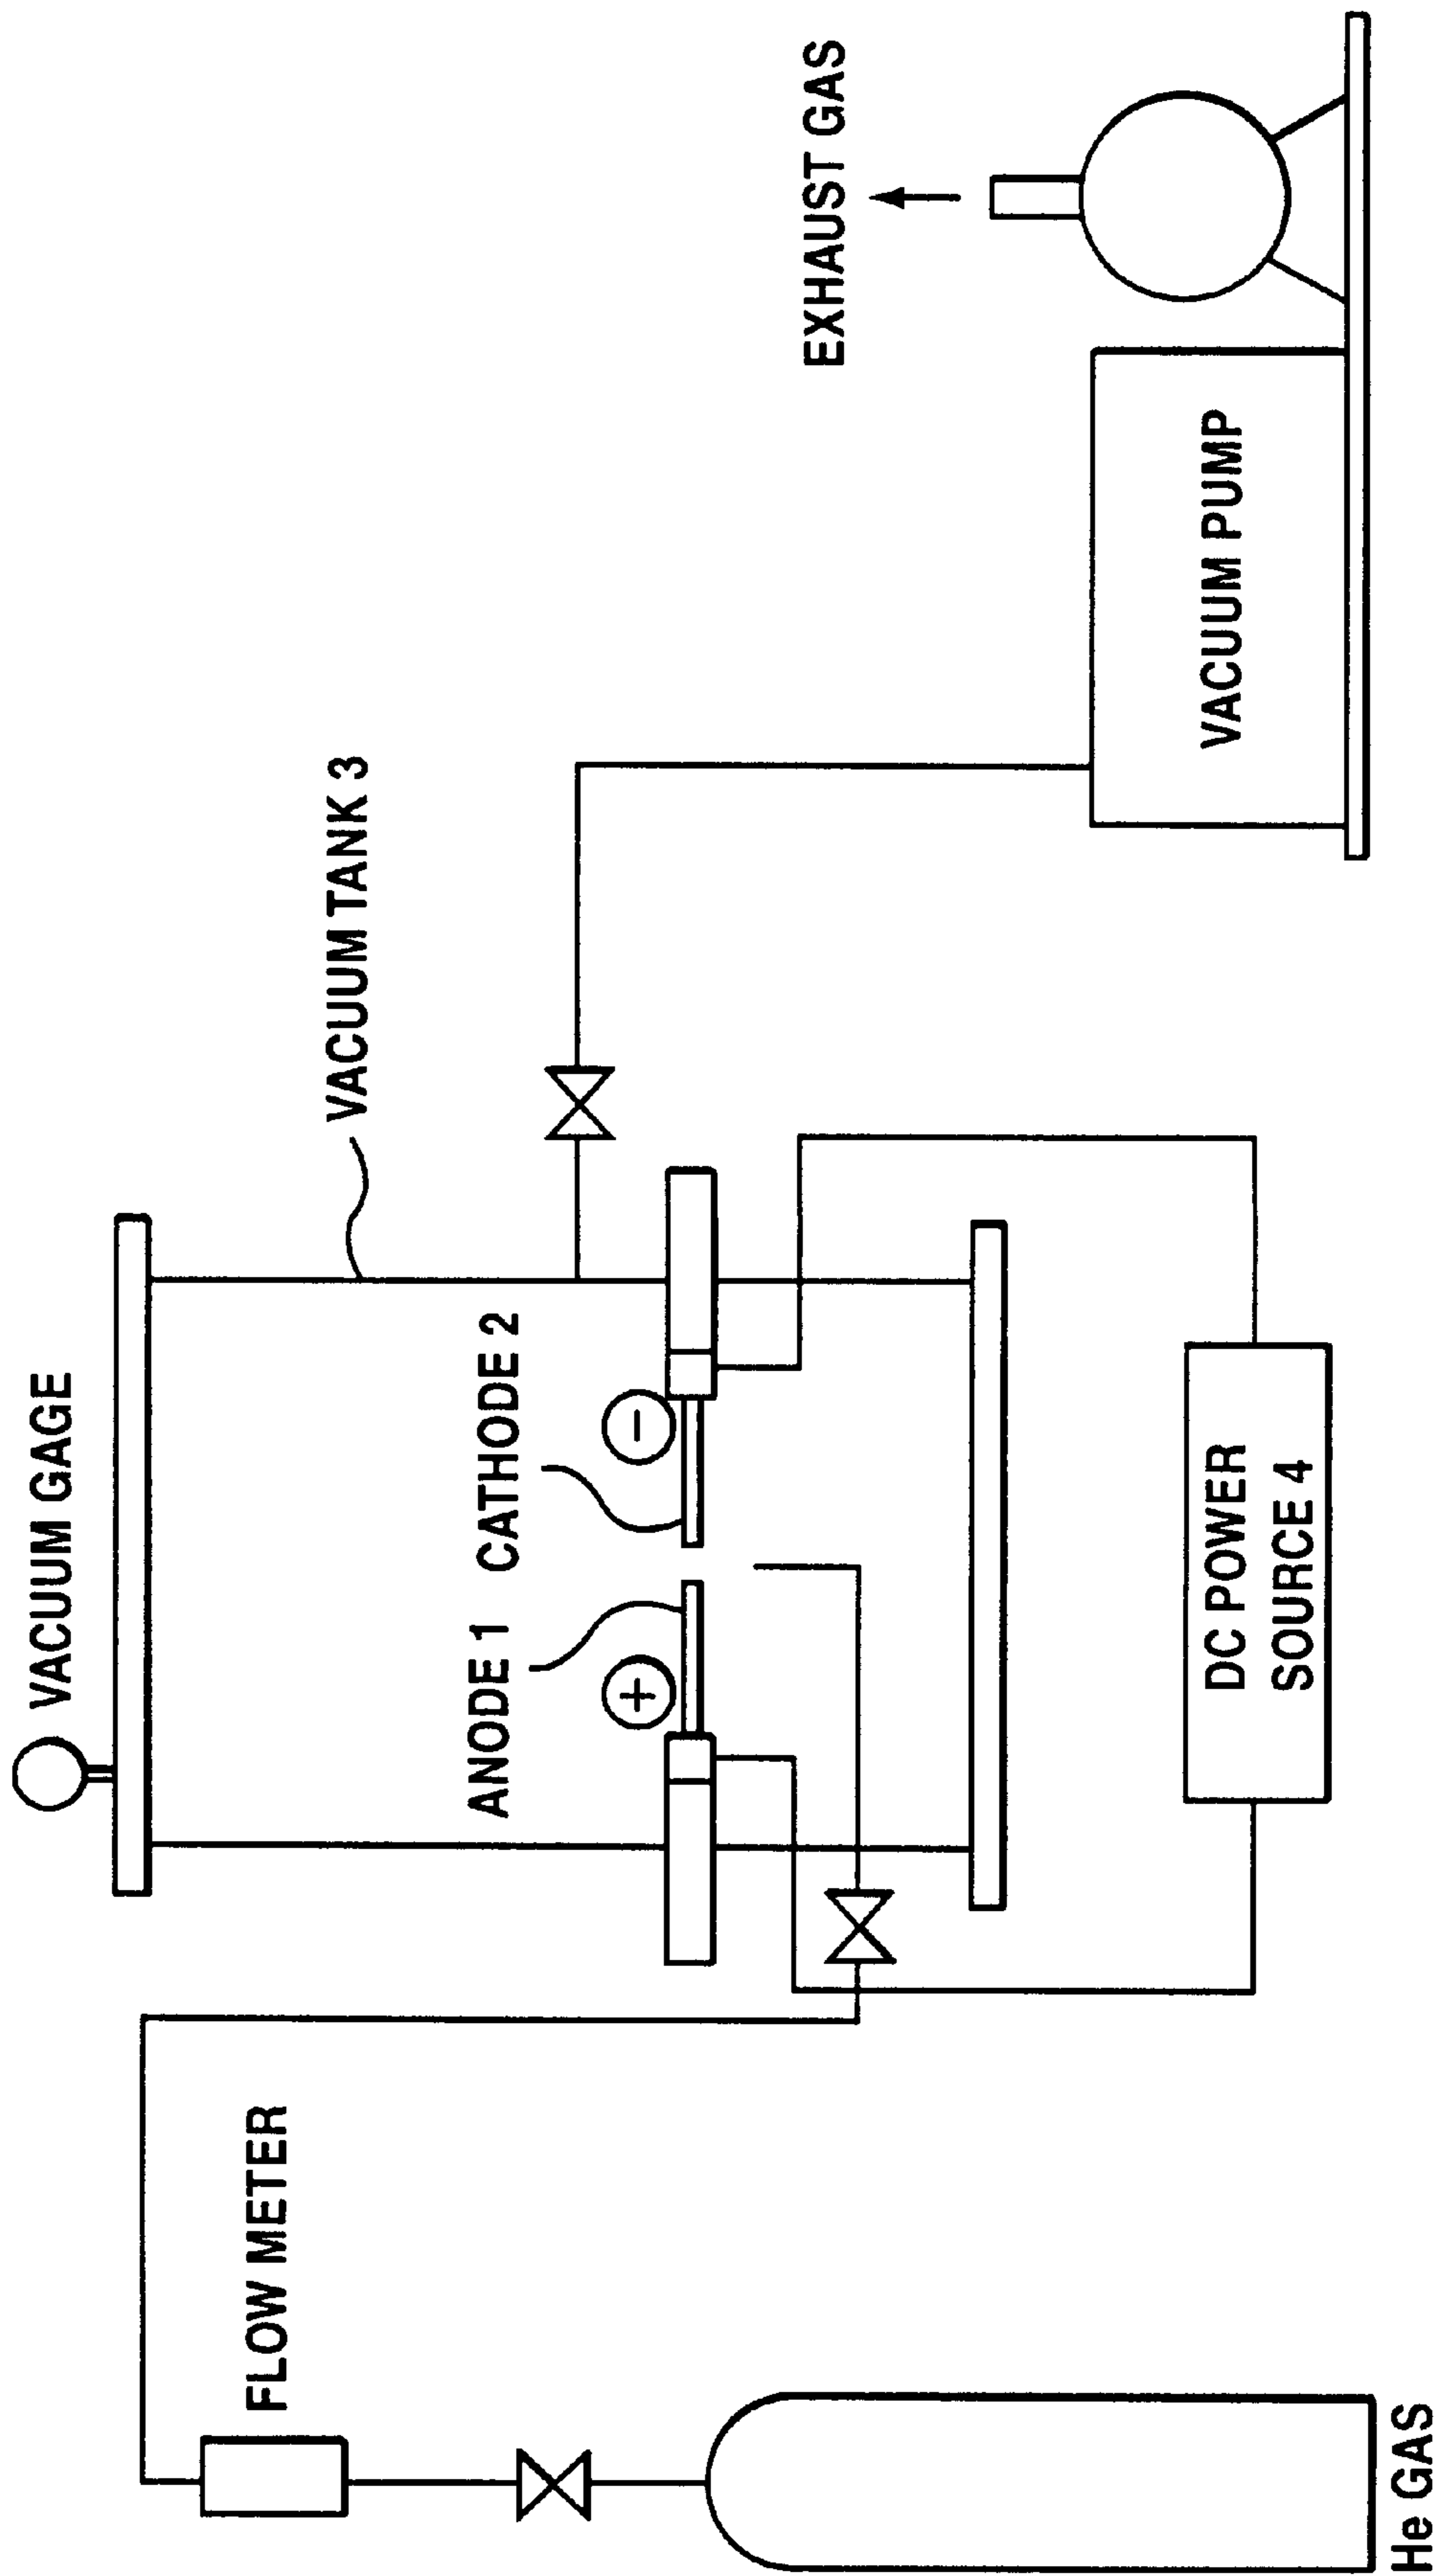 VACUUM GAGE
VACUUM TANK 3
FLOW METER
ANODE 1
CATHODE 2
+
−
EXHAUST GAS
VACUUM PUMP
DC POWER
SOURCE 4
He GAS